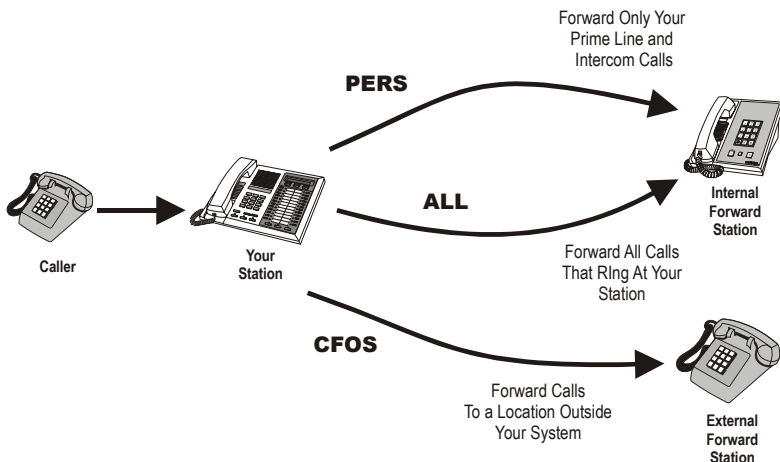 Forward Only Your
Prime Line and
Intercom Calls
PERS
Internal
Forward
Station
ALL
Caller
Your
Station
Forward All Calls
That RIng At Your
Station
CFOS
Forward Calls
To a Location Outside
Your System
External
Forward
Station